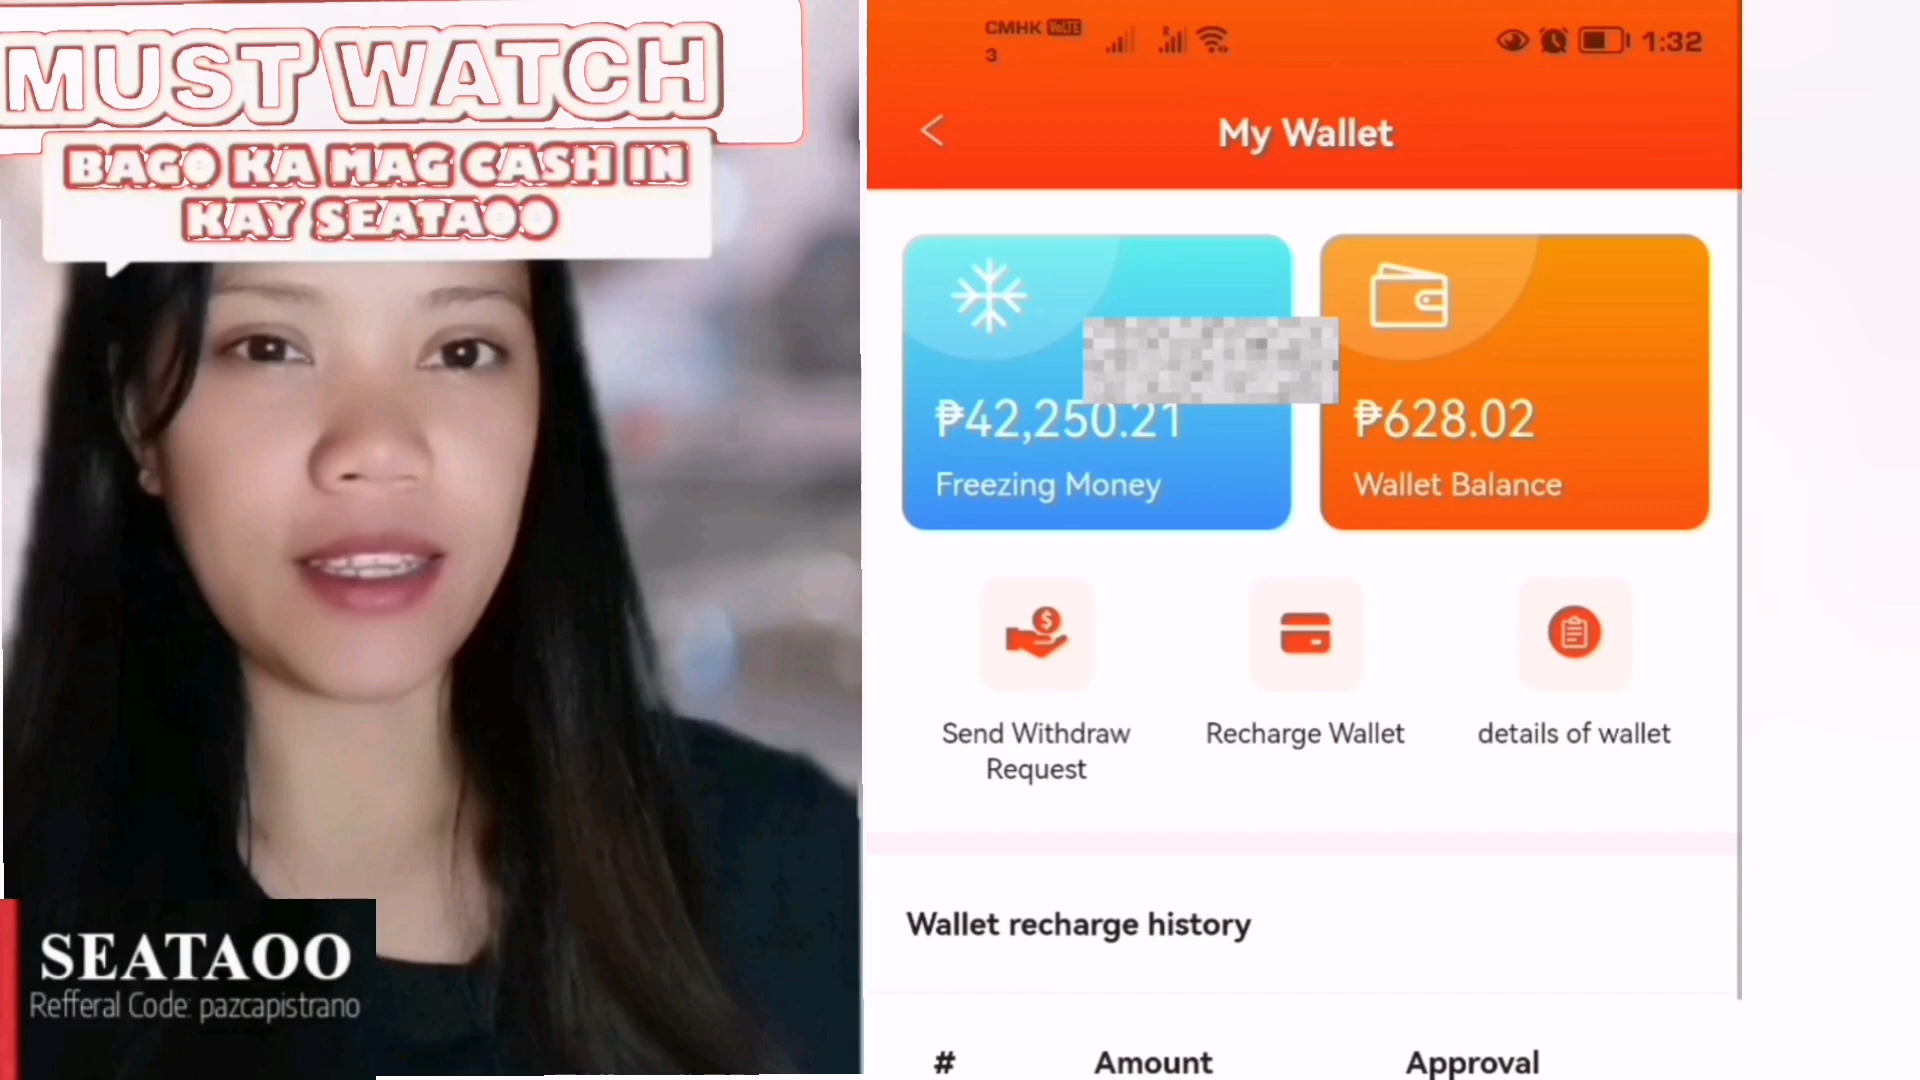 MUST WATCH
BAGO KA MAG CASH IN
KAY SEATAOO
SEATAOO
Refferal Code: pazcapistrano
CMHK VoLTE
3
1:32
My Wallet
₱42,250.21
Freezing Money
₱628.02
Wallet Balance
Send Withdraw
Request
Recharge Wallet
details of wallet
Wallet recharge history
# Amount Approval